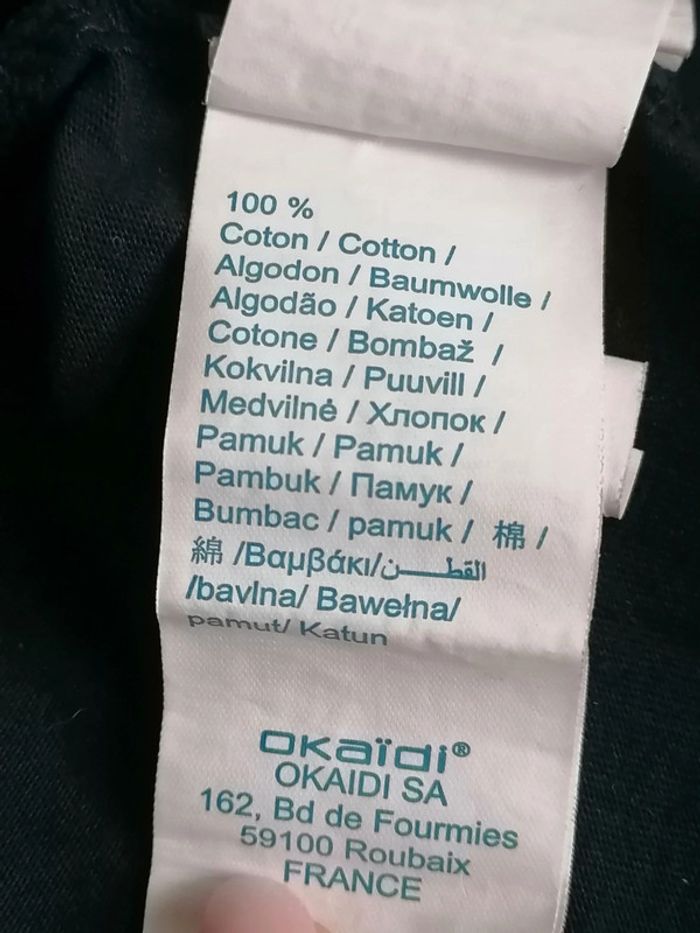 100 %
Coton / Cotton /
Algodon / Baumwolle /
Algodão / Katoen /
Cotone / Bombaž /
Kokvilna / Puuvill /
Medvilnė / Хлопок /
Pamuk / Pamuk /
Pambuk / Памук /
Bumbac / pamuk / 棉 /
綿 /Βαμβάκι/القطــــــن
/bavlna/ Bawełna/
pamut/ Katun
OKaïdi®
OKAIDI SA
162, Bd de Fourmies
59100 Roubaix
FRANCE